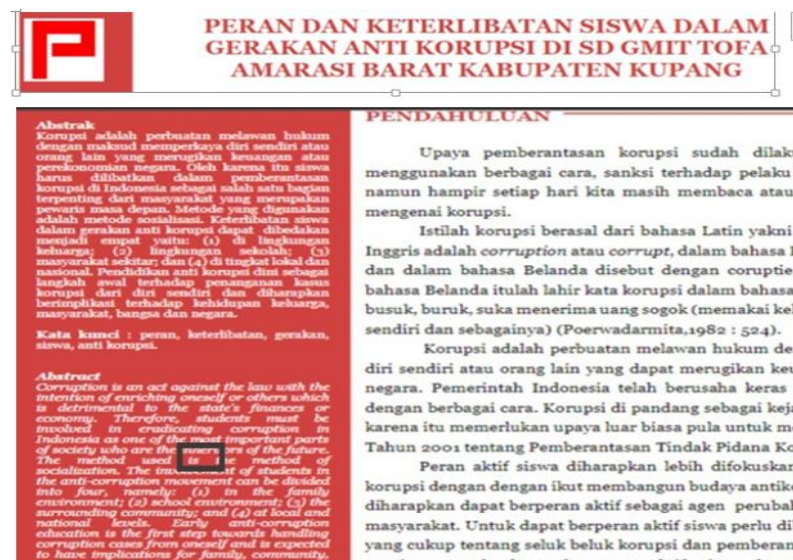 PERAN DAN KETERLIBATAN SISWA DALAM
GERAKAN ANTI KORUPSI DI SD GMIT TOFA
AMARASI BARAT KABUPATEN KUPANG
Abstrak
Korupsi adalah perbuatan melawan hukum
dengan maksud memperkaya diri sendiri atau
orang lain yang merugikan keuangan atau
perekonomian negara. Oleh karena itu siswa
harus dilibatkan dalam pemberantasan
korupsi di Indonesia sebagai salah satu bagian
terpenting dari masyarakat yang merupakan
pewaris masa depan. Metode yang digunakan
adalah metode sosialisasi. Keterlibatan siswa
dalam gerakan anti korupsi dapat dibedakan
menjadi empat yaitu: (1) di lingkungan
keluarga; (2) lingkungan sekolah; (3)
masyarakat sekitar; dan (4) di tingkat lokal dan
nasional. Pendidikan anti korupsi dini sebagai
langkah awal terhadap penanganan kasus
korupsi dari diri sendiri dan diharapkan
berimplikasi terhadap kehidupan keluarga,
masyarakat, bangsa dan negara.
Kata kunci : peran, keterlibatan, gerakan,
siswa, anti korupsi.
Abstract
Corruption is an act against the law with the
intention of enriching oneself or others which
is detrimental to the state's finances or
economy. Therefore, students must be
involved in eradicating corruption in
Indonesia as one of the most important parts
of society who are the of the future.
The method used is the method of
socialization. The of students in
the anti-corruption movement can be divided
into four, namely: (1) in the family
environment; (2) school environment; (3) the
surrounding community; and (4) at local and
national levels. Early anti-corruption
education is the first step towards handling
corruption cases from oneself and is expected
to have implications for family, community,
PENDAHULUAN
Upaya pemberantasan korupsi sudah
menggunakan berbagai cara, sanksi terhadap pelaku
namun hampir setiap hari kita masih membaca atau
mengenai korupsi.
Istilah korupsi berasal dari bahasa Latin yakni
Inggris adalah corruption atau corrupt, dalam bahasa
dan dalam bahasa Belanda disebut dengan coruptie
bahasa Belanda itulah lahir kata korupsi dalam bahasa
busuk, buruk, suka menerima uang sogok (memakai
sendiri dan sebagainya) (Poerwadarmita,1982 : 524).
Korupsi adalah perbuatan melawan hukum
diri sendiri atau orang lain yang dapat merugikan
negara. Pemerintah Indonesia telah berusaha keras
dengan berbagai cara. Korupsi di pandang sebagai
karena itu memerlukan upaya luar biasa pula untuk
Tahun 2001 tentang Pemberantasan Tindak Pidana
Peran aktif siswa diharapkan lebih difokuskan
korupsi dengan dengan ikut membangun budaya
diharapkan dapat berperan aktif sebagai agen
masyarakat. Untuk dapat berperan aktif siswa perlu
yang cukup tentang seluk beluk korupsi dan